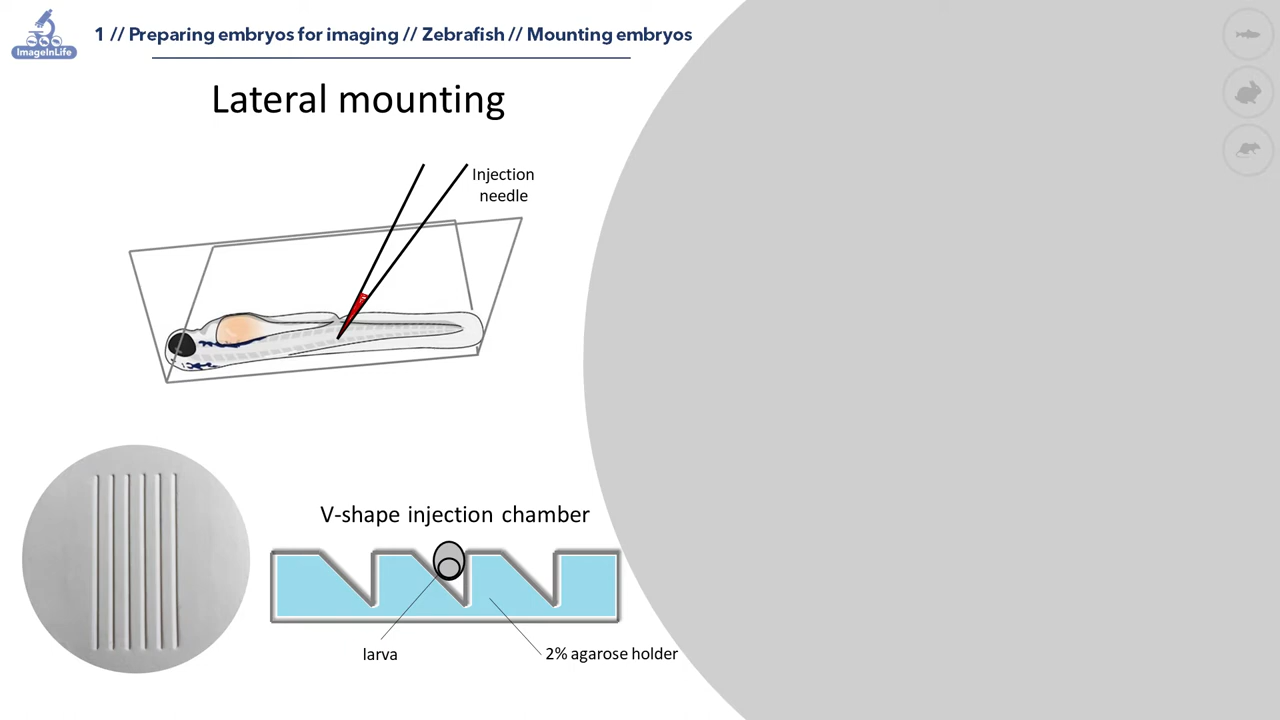 ImageInLife
1 // Preparing embryos for imaging // Zebrafish // Mounting embryos
Lateral mounting
Injection
needle
V-shape injection chamber
larva
2% agarose holder